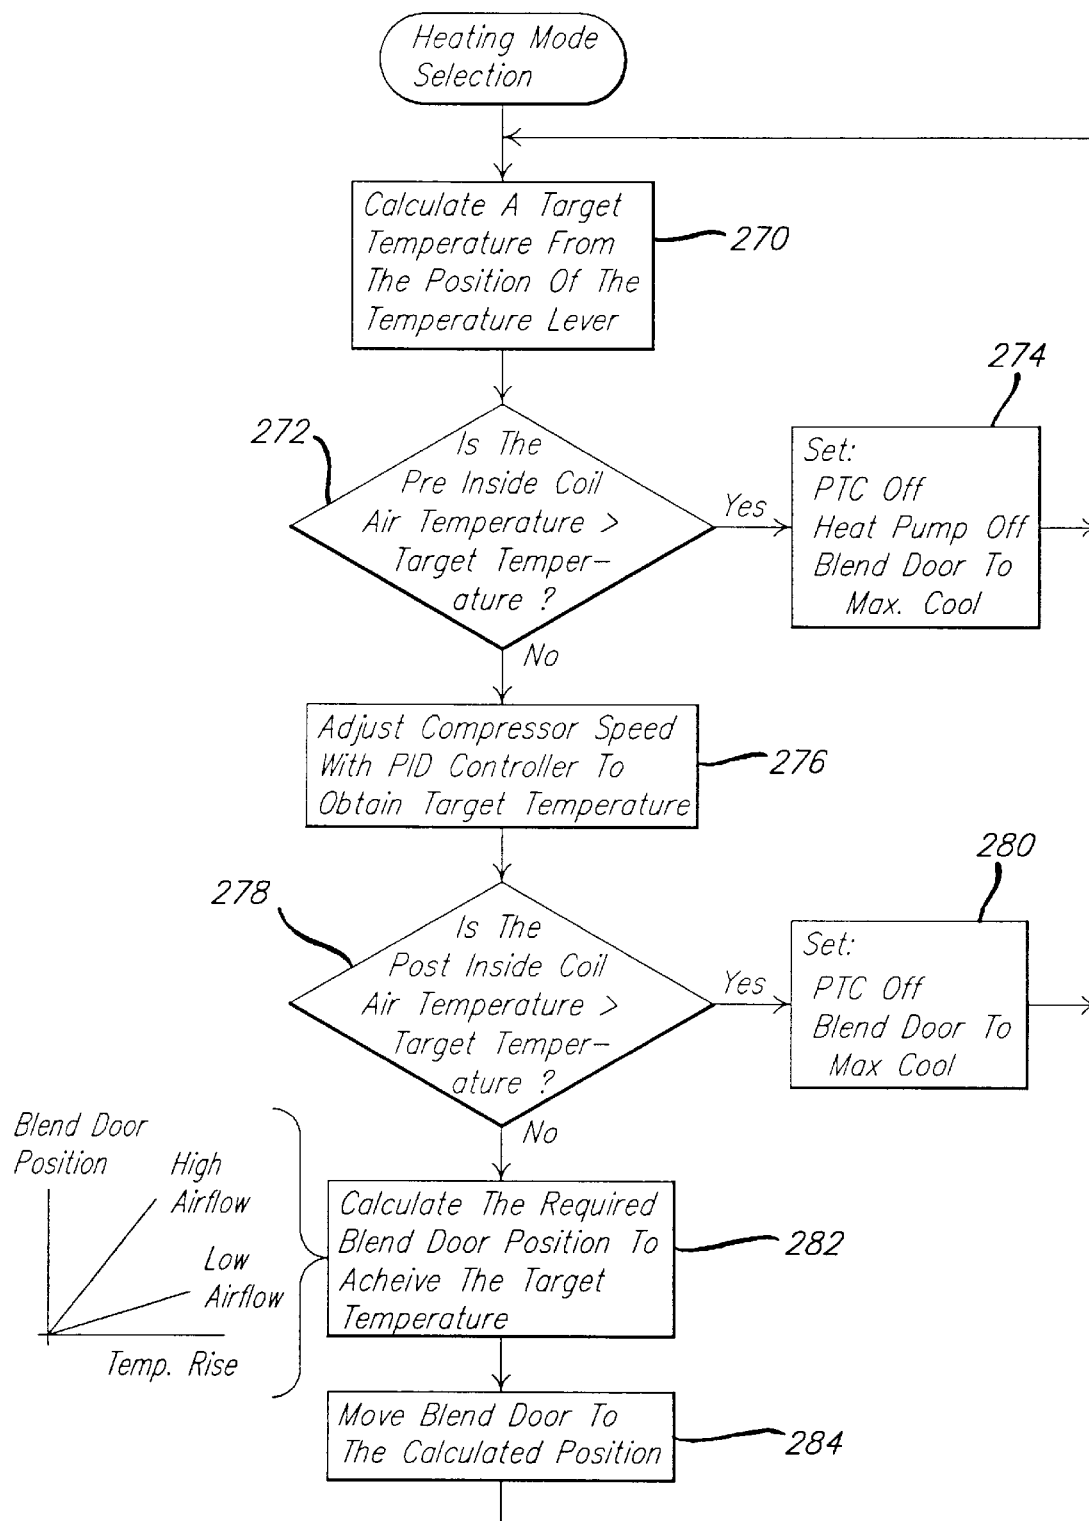 Heating Mode
Selection
Calculate A Target
Temperature From
The Position Of The
Temperature Lever
270
272
Is The
Pre Inside Coil
Air Temperature >
Target Temper-
ature ?
Yes
274
Set:
PTC Off
Heat Pump Off
Blend Door To
Max. Cool
No
Adjust Compressor Speed
With PID Controller To
Obtain Target Temperature
276
278
Is The
Post Inside Coil
Air Temperature >
Target Temper-
ature ?
Yes
280
Set:
PTC Off
Blend Door To
Max Cool
No
Blend Door
Position
High
Airflow
Low
Airflow
Temp. Rise
Calculate The Required
Blend Door Position To
Acheive The Target
Temperature
282
Move Blend Door To
The Calculated Position
284